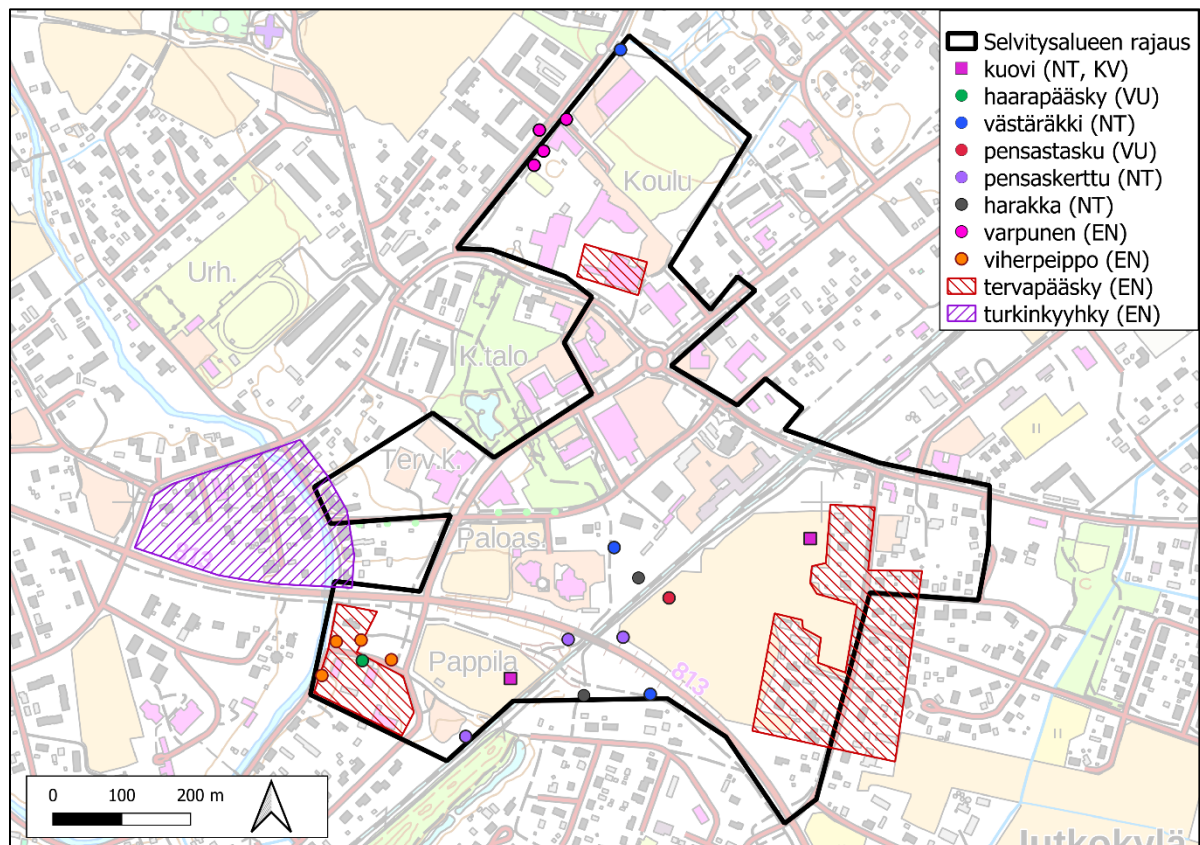 Selvitysalueen rajaus
kuovi (NT, KV)
haarapääsky (VU)
västäräkki (NT)
pensastasku (VU)
pensaskerttu (NT)
harakka (NT)
varpunen (EN)
viherpeippo (EN)
tervapääsky (EN)
turkinkyyhky (EN)
Koulu
Urh.
K.talo
Terv.k.
Paloas.
Pappila
813
0 100 200 m